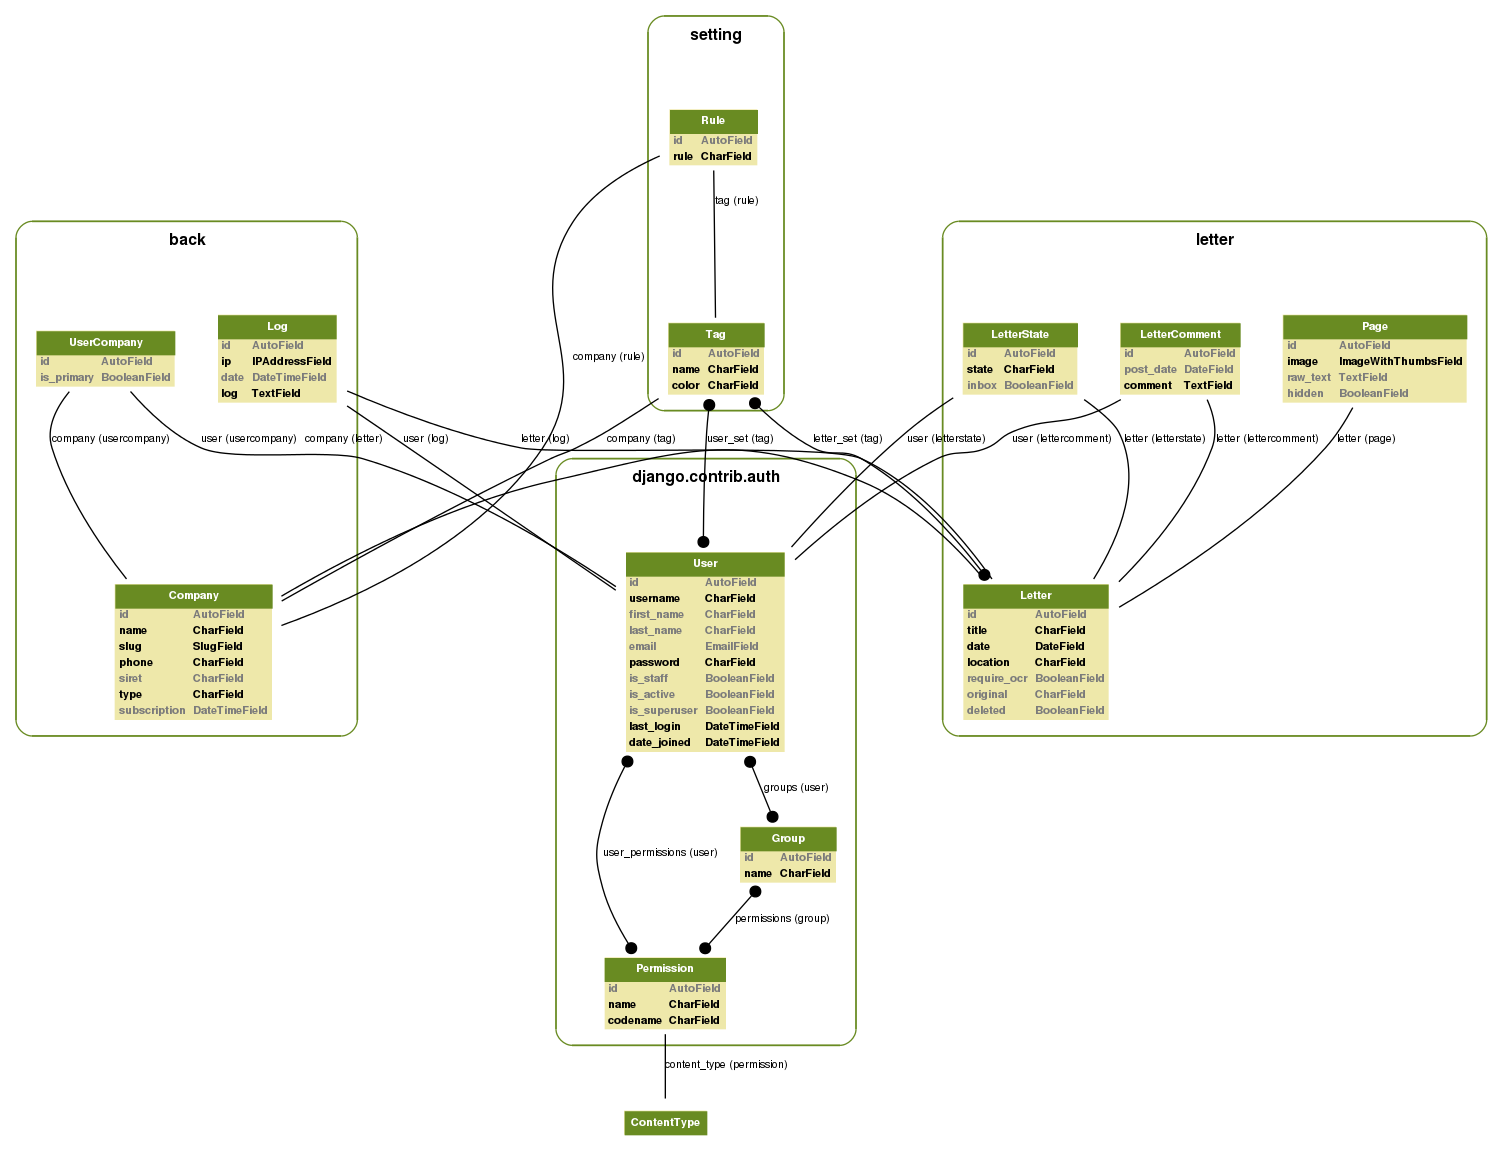 setting
Rule
id AutoField
rule CharField
tag (rule)
back
letter
UserCompany
id AutoField
is_primary BooleanField
Log
id AutoField
ip IPAddressField
date DateTimeField
log TextField
company (rule)
Tag
id AutoField
name CharField
color CharField
LetterState
id AutoField
state CharField
inbox BooleanField
LetterComment
id AutoField
post_date DateField
comment TextField
Page
id AutoField
image ImageWithThumbsField
raw_text TextField
hidden BooleanField
company (usercompany) user (usercompany) company (letter) user (log) letter (log) company (tag) user_set (tag) letter_set (tag) user (letterstate) user (lettercomment) letter (letterstate) letter (lettercomment) letter (page)
django.contrib.auth
Company
id AutoField
name CharField
slug SlugField
phone CharField
siret CharField
type CharField
subscription DateTimeField
User
id AutoField
username CharField
first_name CharField
last_name CharField
email EmailField
password CharField
is_staff BooleanField
is_active BooleanField
is_superuser BooleanField
last_login DateTimeField
date_joined DateTimeField
Letter
id AutoField
title CharField
date DateField
location CharField
require_ocr BooleanField
original CharField
deleted BooleanField
groups (user)
user_permissions (user)
Group
id AutoField
name CharField
permissions (group)
Permission
id AutoField
name CharField
codename CharField
content_type (permission)
ContentType